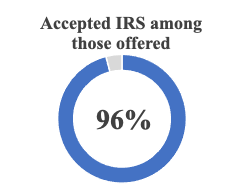 Accepted IRS among
those offered
96%